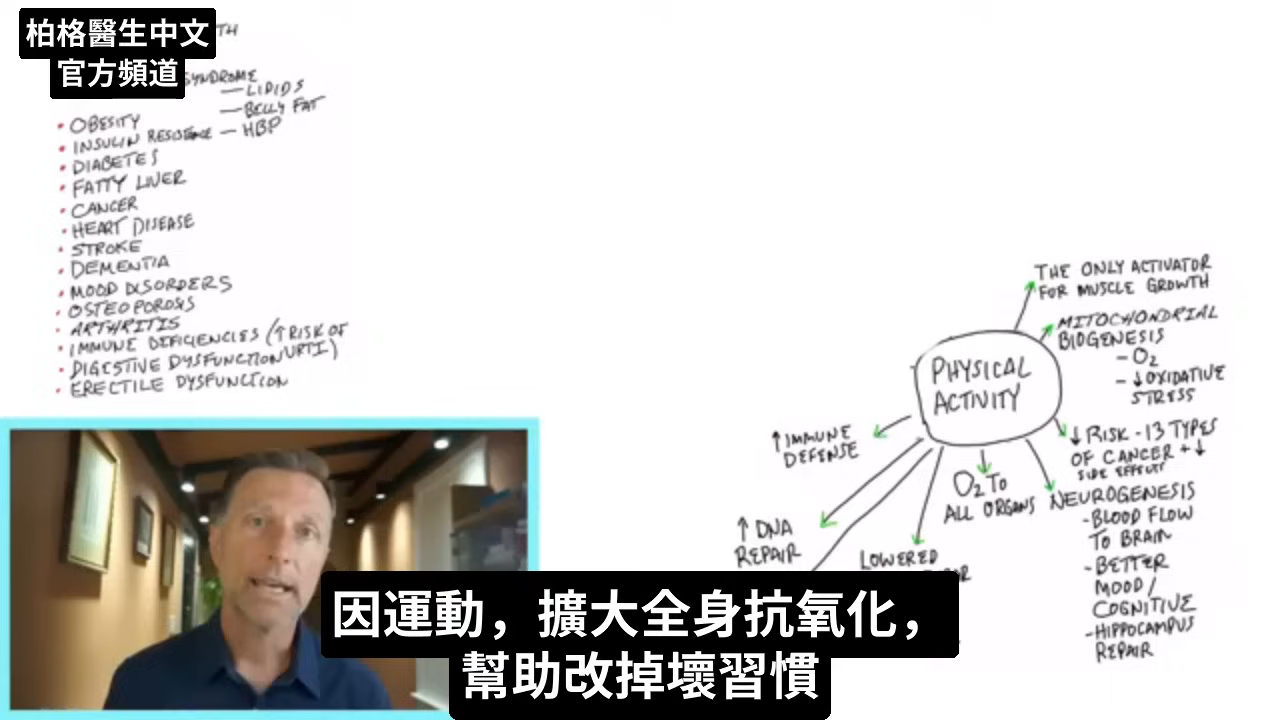 柏格醫生中文
官方頻道
TH
SYNDROME
— LIPIDS
— BELLY FAT
• OBESITY
• INSULIN RESISTENCE — HBP
• DIABETES
• FATTY LIVER
• CANCER
• HEART DISEASE
• STROKE
• DEMENTIA
• MOOD DISORDERS
• OSTEOPOROSIS
• ARTHRITIS
• IMMUNE DEFICIENCIES (↑ RISK OF
• DIGESTIVE DYSFUNCTION URTI)
• ERECTILE DYSFUNCTION
THE ONLY ACTIVATOR
FOR MUSCLE GROWTH
MITOCHONDRIAL
BIOGENESIS
- O2
- ↓ OXIDATIVE
STRESS
PHYSICAL
ACTIVITY
↓ RISK - 13 TYPES
OF CANCER + ↓
SIDE EFFECTS
↑ IMMUNE
DEFENSE
O2 TO
ALL ORGANS
NEUROGENESIS
- BLOOD FLOW
TO BRAIN
- BETTER
MOOD /
COGNITIVE
- HIPPOCAMPUS
REPAIR
↑ DNA
REPAIR
LOWERED
因運動，擴大全身抗氧化，
幫助改掉壞習慣